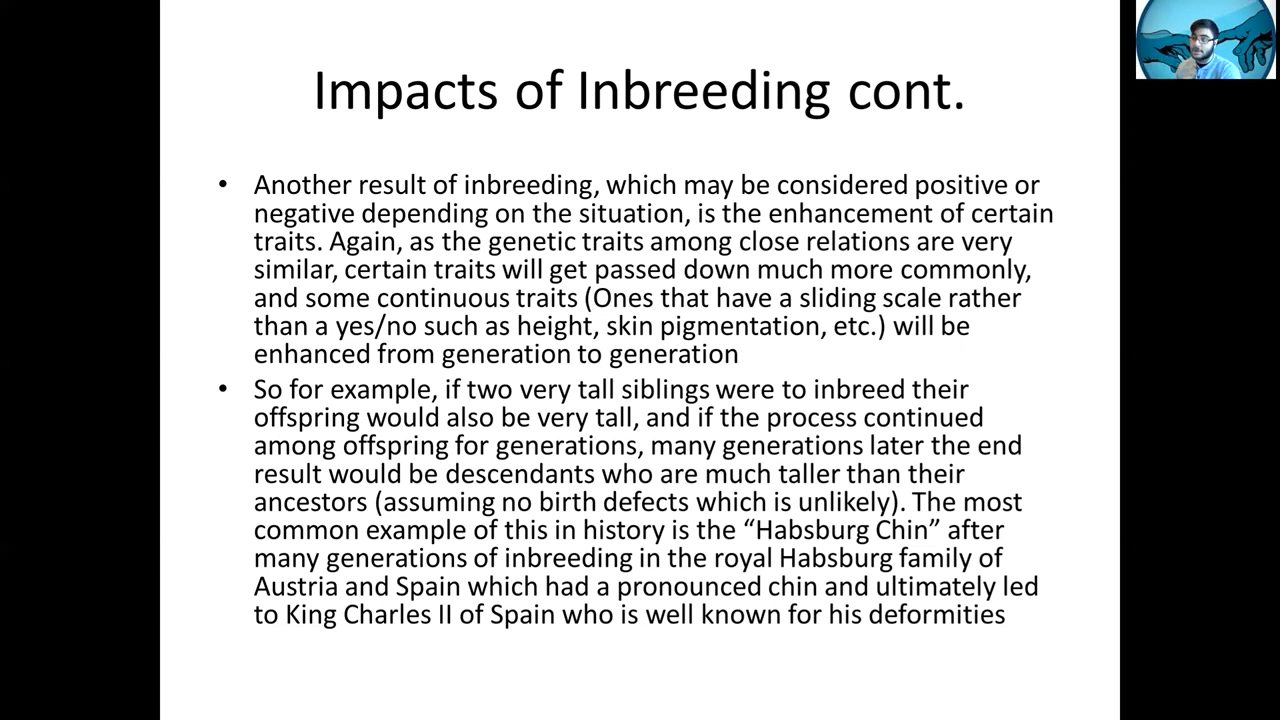 Impacts of Inbreeding cont.
• Another result of inbreeding, which may be considered positive or
negative depending on the situation, is the enhancement of certain
traits. Again, as the genetic traits among close relations are very
similar, certain traits will get passed down much more commonly,
and some continuous traits (Ones that have a sliding scale rather
than a yes/no such as height, skin pigmentation, etc.) will be
enhanced from generation to generation
• So for example, if two very tall siblings were to inbreed their
offspring would also be very tall, and if the process continued
among offspring for generations, many generations later the end
result would be descendants who are much taller than their
ancestors (assuming no birth defects which is unlikely). The most
common example of this in history is the “Habsburg Chin” after
many generations of inbreeding in the royal Habsburg family of
Austria and Spain which had a pronounced chin and ultimately led
to King Charles II of Spain who is well known for his deformities